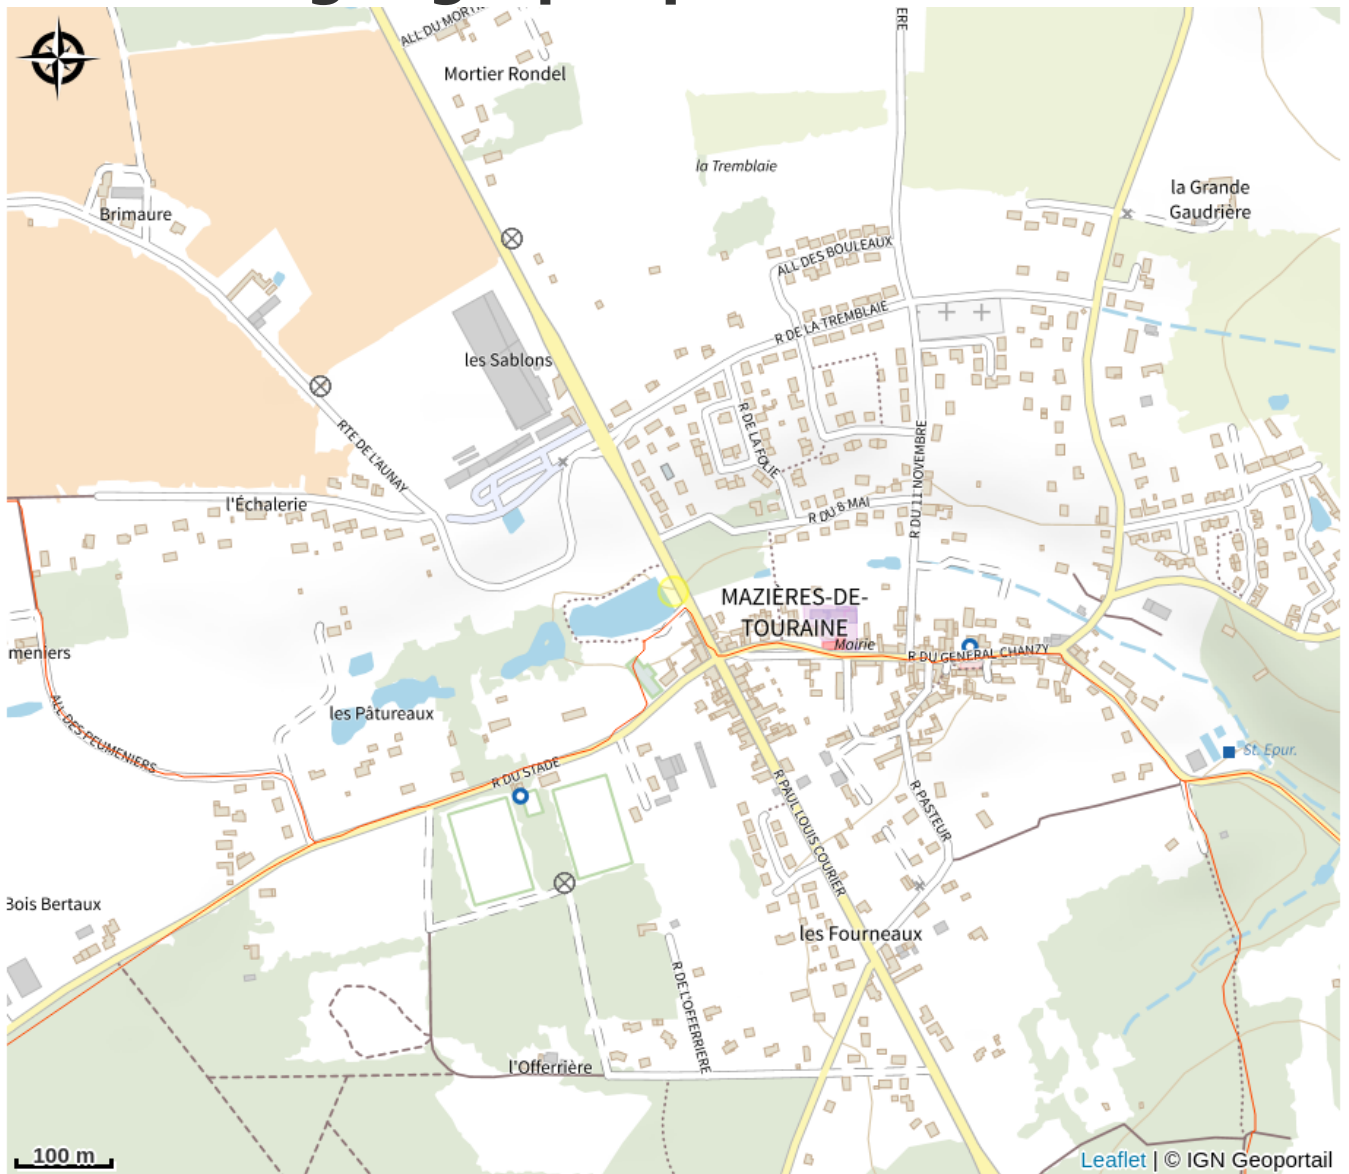 ALL DU MORTI
ERE
Mortier Rondel
la Tremblaie
la Grande
Gaudrière
Brimaure
ALL DES BOULEAUX
R DE LA TREMBLAIE
les Sablons
R DE LA FOLIE
RTE DE L'AUNAY
R DU 11 NOVEMBRE
l'Échalerie
R DU 8 MAI
MAZIÈRES-DE-
TOURAINE
Mairie
R DU GENERAL CHANZY
meniers
ALL DES PEUMENIERS
les Pâtureaux
St. Epur.
R DU STADE
R PAUL LOUIS COURIER
R PASTEUR
Bois Bertaux
les Fourneaux
R DE L'OFFERRIERE
l'Offerrière
100 m
Leaflet | © IGN Geoportail